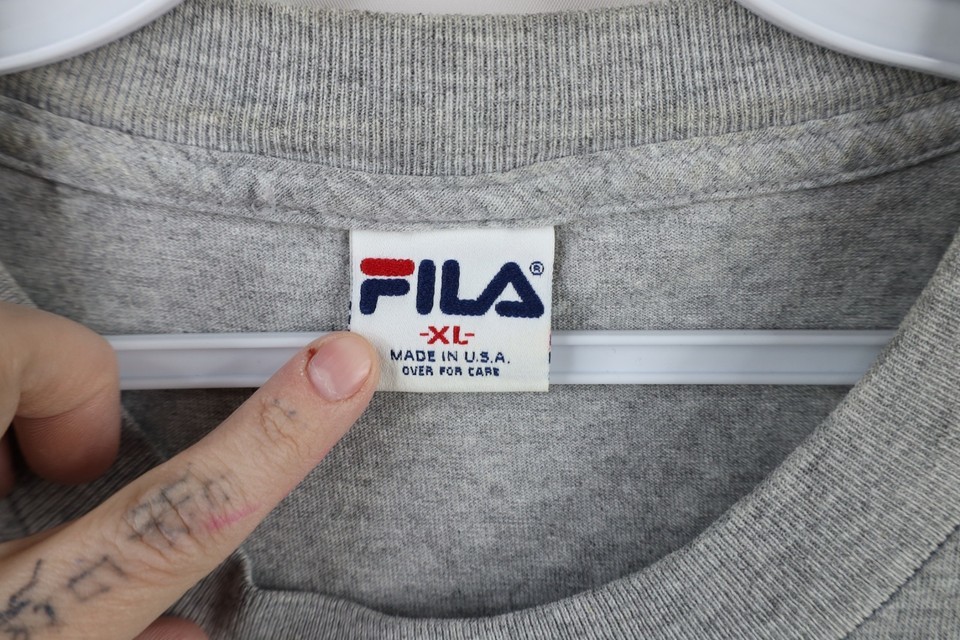 FILA®
-XL-
MADE IN U.S.A.
OVER FOR CARE